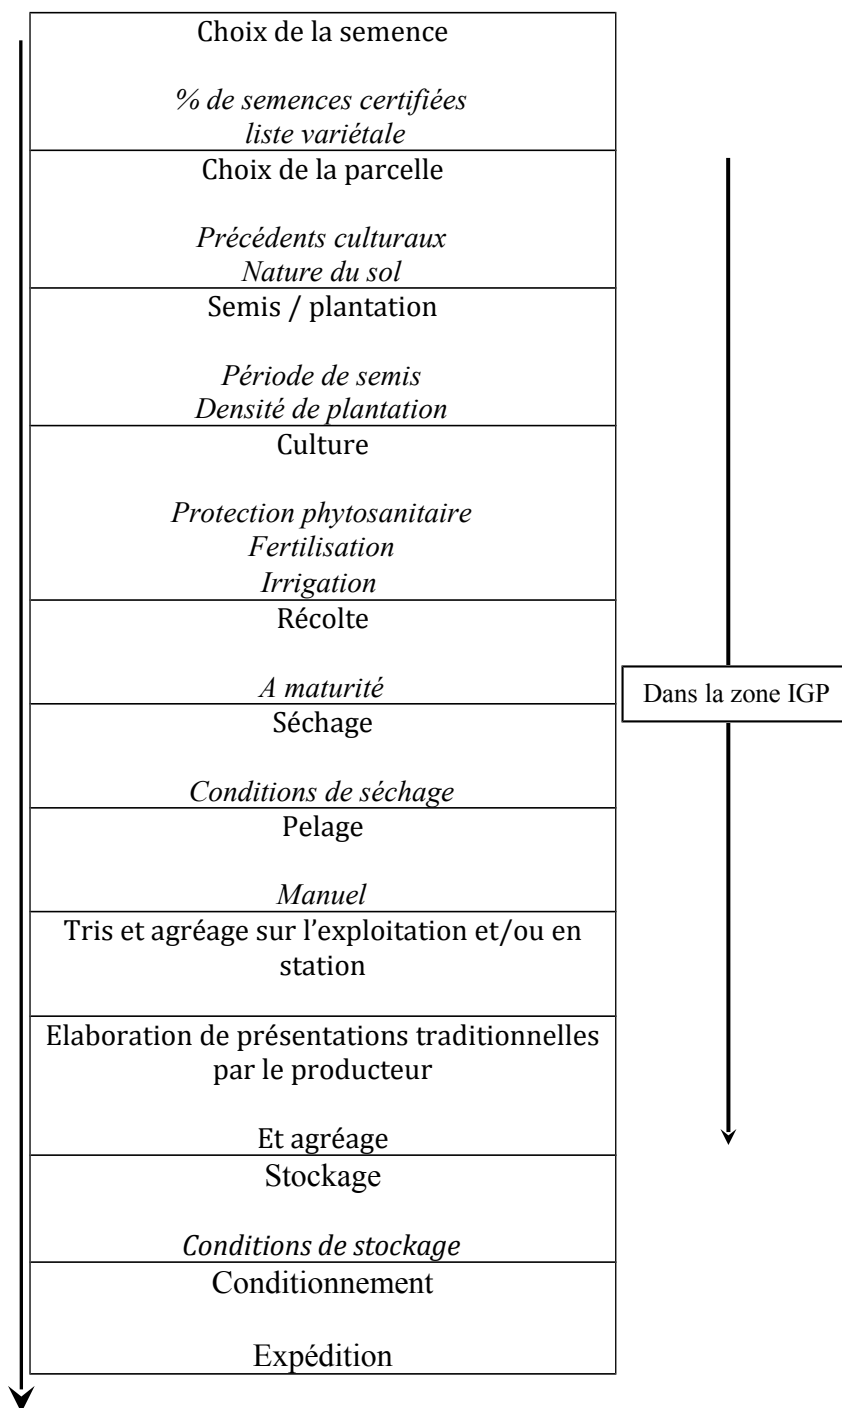 Choix de la semence
% de semences certifiées
liste variétale
Choix de la parcelle
Précédents culturaux
Nature du sol
Semis / plantation
Période de semis
Densité de plantation
Culture
Protection phytosanitaire
Fertilisation
Irrigation
Récolte
A maturité
Dans la zone IGP
Séchage
Conditions de séchage
Pelage
Manuel
Tris et agréage sur l'exploitation et/ou en
station
Elaboration de présentations traditionnelles
par le producteur
Et agréage
Stockage
Conditions de stockage
Conditionnement
Expédition